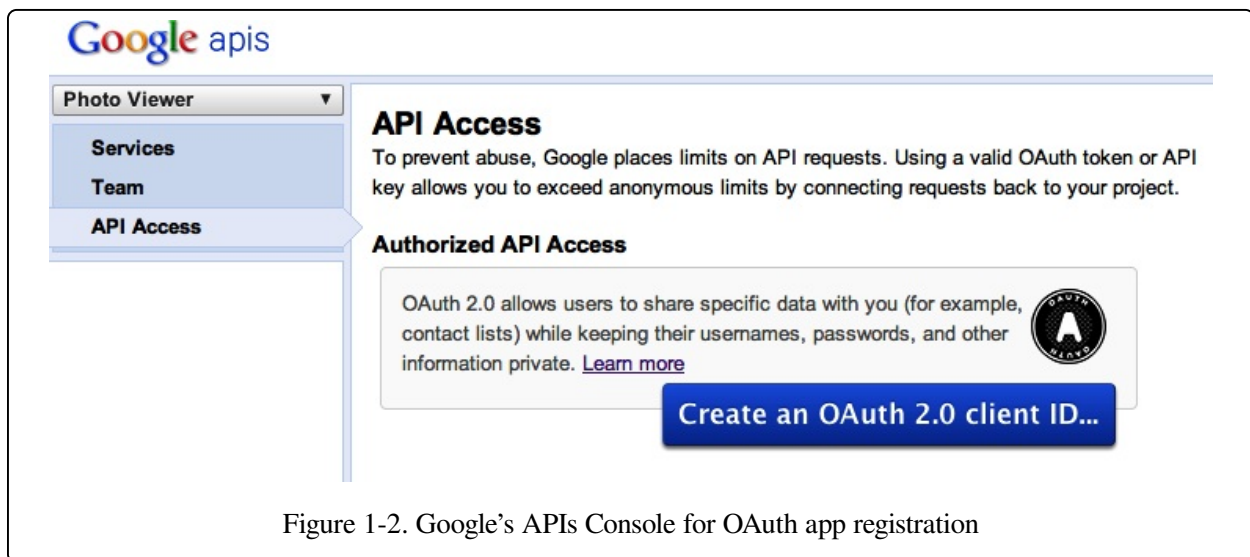 Google apis
Photo Viewer
Services
Team
API Access
API Access
To prevent abuse, Google places limits on API requests. Using a valid OAuth token or API
key allows you to exceed anonymous limits by connecting requests back to your project.
Authorized API Access
OAuth 2.0 allows users to share specific data with you (for example,
contact lists) while keeping their usernames, passwords, and other
information private. Learn more
OAUTH
A
OAUTH
Create an OAuth 2.0 client ID...
Figure 1-2. Google’s APIs Console for OAuth app registration